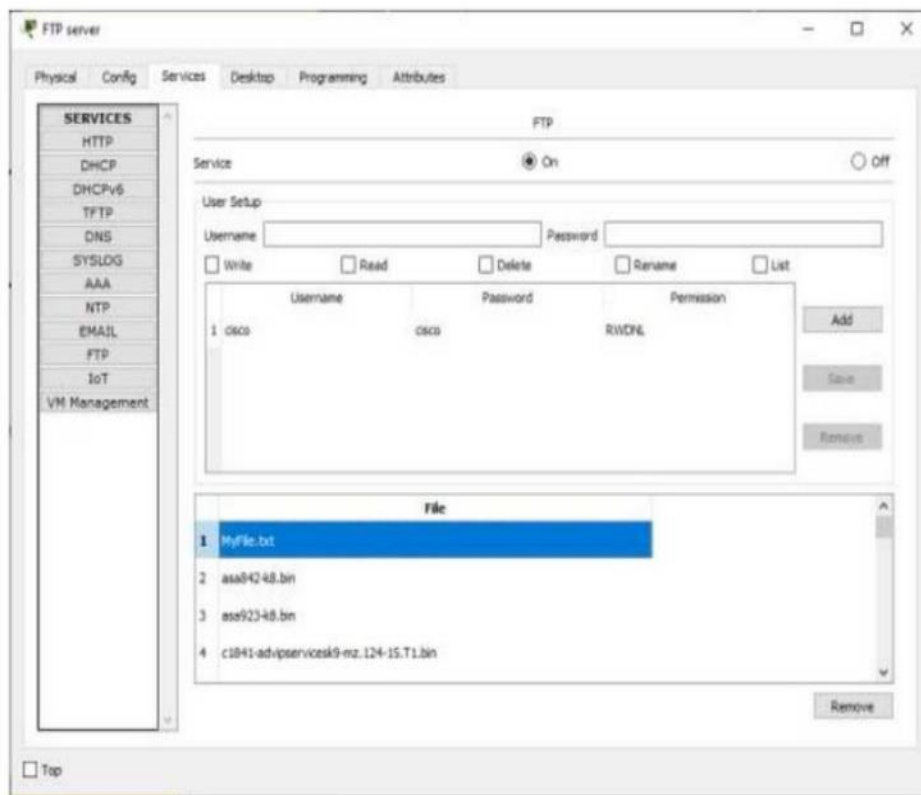 FTP server
Physical Config Services Desktop Programming Attributes
SERVICES
HTTP
DHCP
DHCPv6
TFTP
DNS
SYSLOG
AAA
NTP
EMAIL
FTP
IoT
VM Management
FTP
Service On Off
User Setup
Username Password
Write Read Delete Rename List
Username Password Permission
1 cisco cisco RWDNL
Add
Save
Remove
File
1 MyFile.txt
2 asa842-k8.bin
3 asa923-k8.bin
4 c1841-advipservicesk9-mz.124-15.T1.bin
Remove
Top